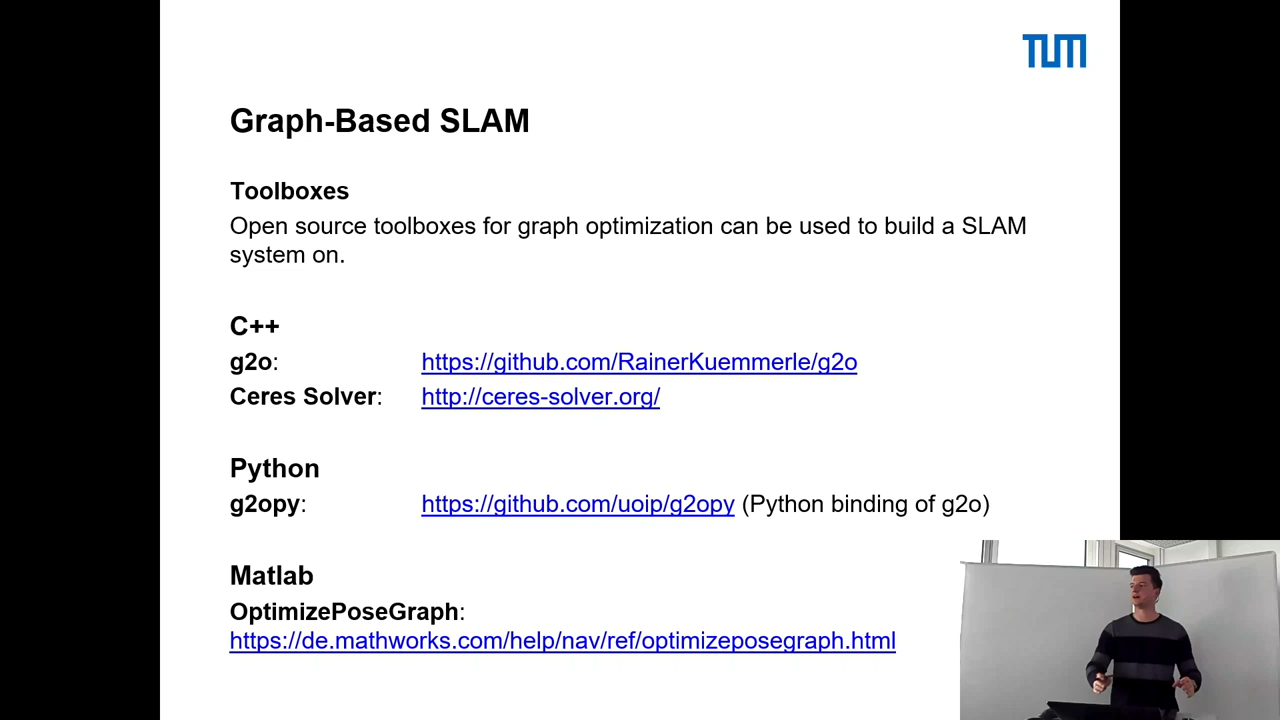 TUM
Graph-Based SLAM
Toolboxes
Open source toolboxes for graph optimization can be used to build a SLAM
system on.
C++
g2o: https://github.com/RainerKuemmerle/g2o
Ceres Solver: http://ceres-solver.org/
Python
g2opy: https://github.com/uoip/g2opy (Python binding of g2o)
Matlab
OptimizePoseGraph:
https://de.mathworks.com/help/nav/ref/optimizeposegraph.html